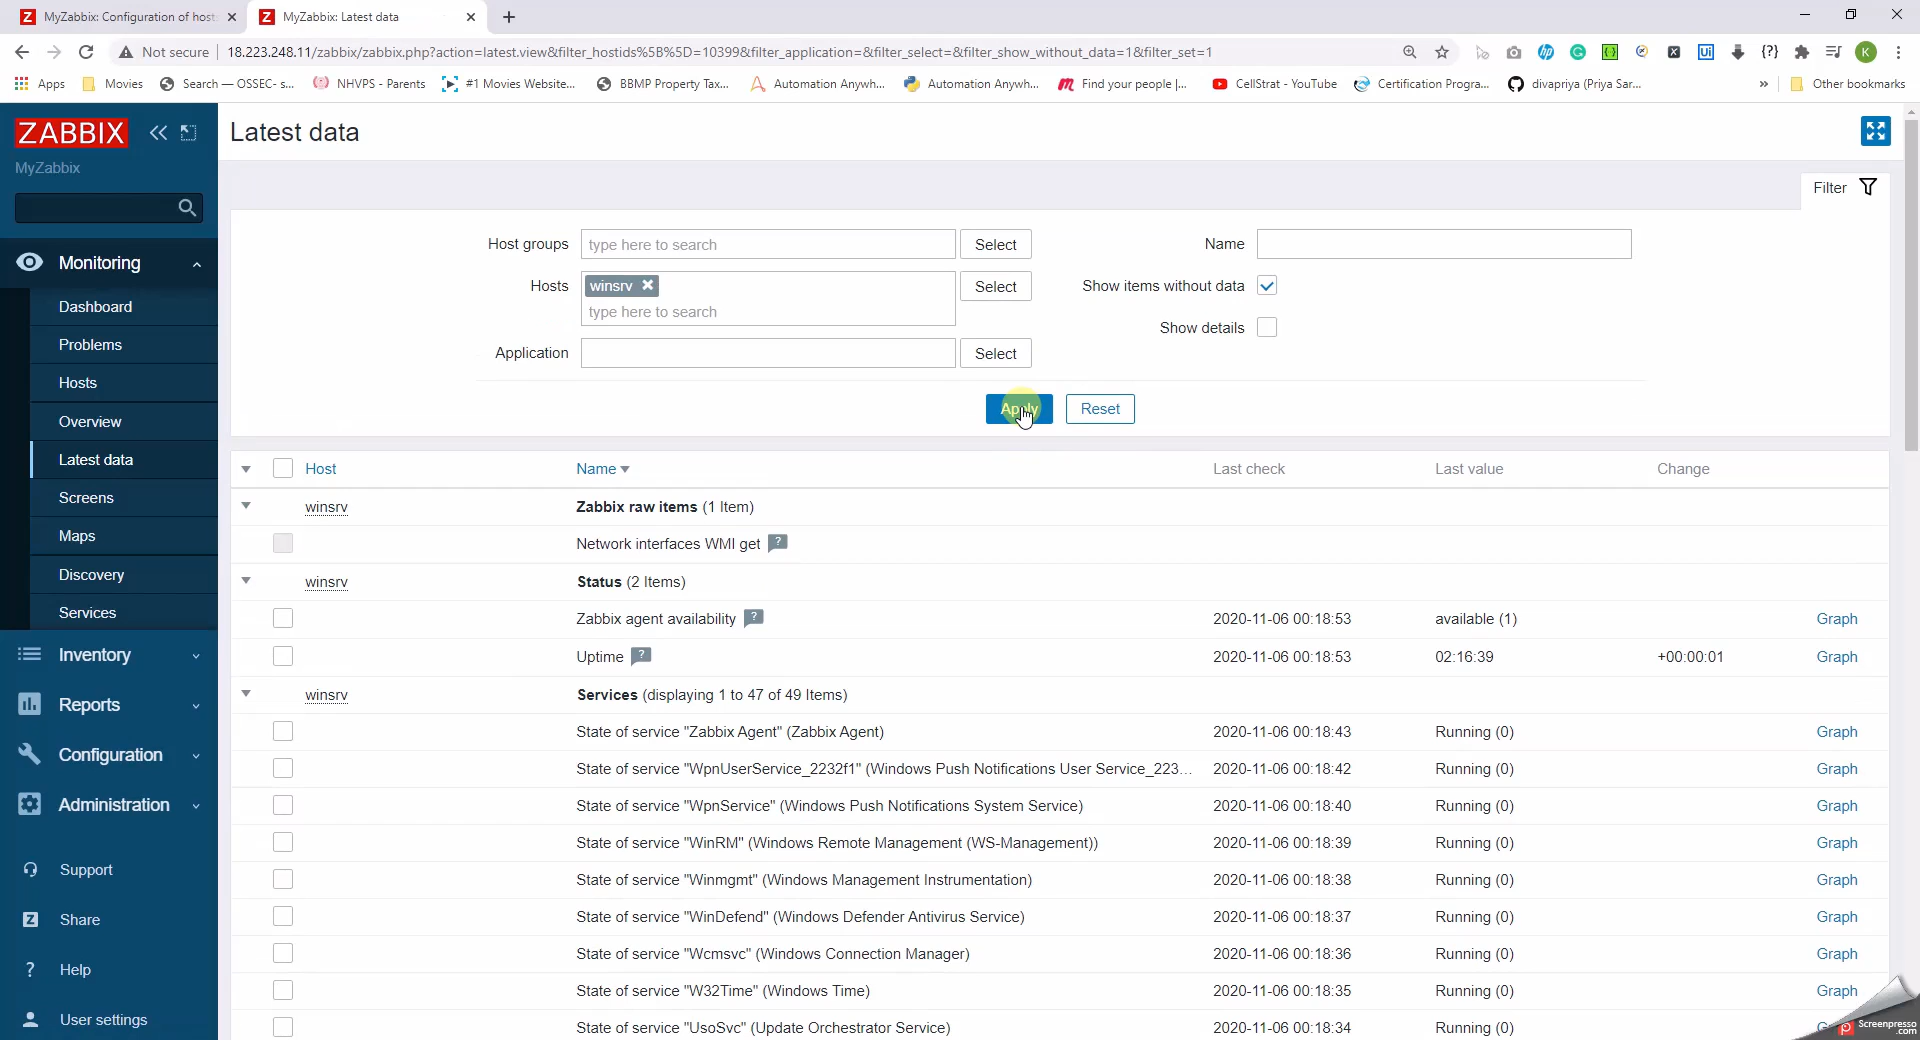 MyZabbix: Configuration of host
MyZabbix: Latest data
Not secure
18.223.248.11/zabbix/zabbix.php?action=latest.view&filter_hostids%5B%5D=10399&filter_application=&filter_select=&filter_show_without_data=1&filter_set=1
K
Apps
Movies
Search — OSSEC- s...
NHVPS - Parents
#1 Movies Website...
BBMP Property Tax...
Automation Anywh...
Automation Anywh...
Find your people |...
CellStrat - YouTube
Certification Progra...
divapriya (Priya Sar...
»
Other bookmarks
ZABBIX
MyZabbix
Monitoring
Dashboard
Problems
Hosts
Overview
Latest data
Screens
Maps
Discovery
Services
Inventory
Reports
Configuration
Administration
Support
Share
Help
User settings
Latest data
Filter
Host groups type here to search Select
Name
Hosts winsrv Select
type here to search
Show items without data
Show details
Application Select
Apply Reset
Host Name Last check Last value Change
winsrv Zabbix raw items (1 Item)
Network interfaces WMI get ?
winsrv Status (2 Items)
Zabbix agent availability ? 2020-11-06 00:18:53 available (1) Graph
Uptime ? 2020-11-06 00:18:53 02:16:39 +00:00:01 Graph
winsrv Services (displaying 1 to 47 of 49 Items)
State of service "Zabbix Agent" (Zabbix Agent) 2020-11-06 00:18:43 Running (0) Graph
State of service "WpnUserService_2232f1" (Windows Push Notifications User Service_223... 2020-11-06 00:18:42 Running (0) Graph
State of service "WpnService" (Windows Push Notifications System Service) 2020-11-06 00:18:40 Running (0) Graph
State of service "WinRM" (Windows Remote Management (WS-Management)) 2020-11-06 00:18:39 Running (0) Graph
State of service "Winmgmt" (Windows Management Instrumentation) 2020-11-06 00:18:38 Running (0) Graph
State of service "WinDefend" (Windows Defender Antivirus Service) 2020-11-06 00:18:37 Running (0) Graph
State of service "Wcmsvc" (Windows Connection Manager) 2020-11-06 00:18:36 Running (0) Graph
State of service "W32Time" (Windows Time) 2020-11-06 00:18:35 Running (0) Graph
State of service "UsoSvc" (Update Orchestrator Service) 2020-11-06 00:18:34 Running (0)
Screenpresso
.com